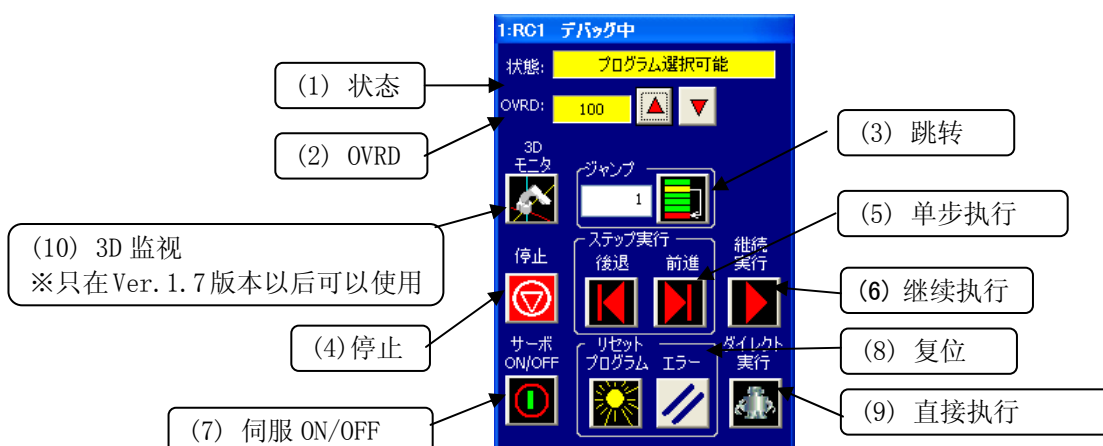 1:RC1 デバッグ中
状態: プログラム選択可能
OVRD: 100
3D
モニタ
ジャンプ
1
停止
ステップ実行
後退 前進
継続
実行
サーボ
ON/OFF
リセット
プログラム エラー
ダイレクト
実行
(1) 状态
(2) OVRD
(3) 跳转
(10) 3D 监视
※只在Ver.1.7版本以后可以使用
(5) 单步执行
(4)停止
(6) 继续执行
(8) 复位
(7) 伺服 ON/OFF
(9) 直接执行